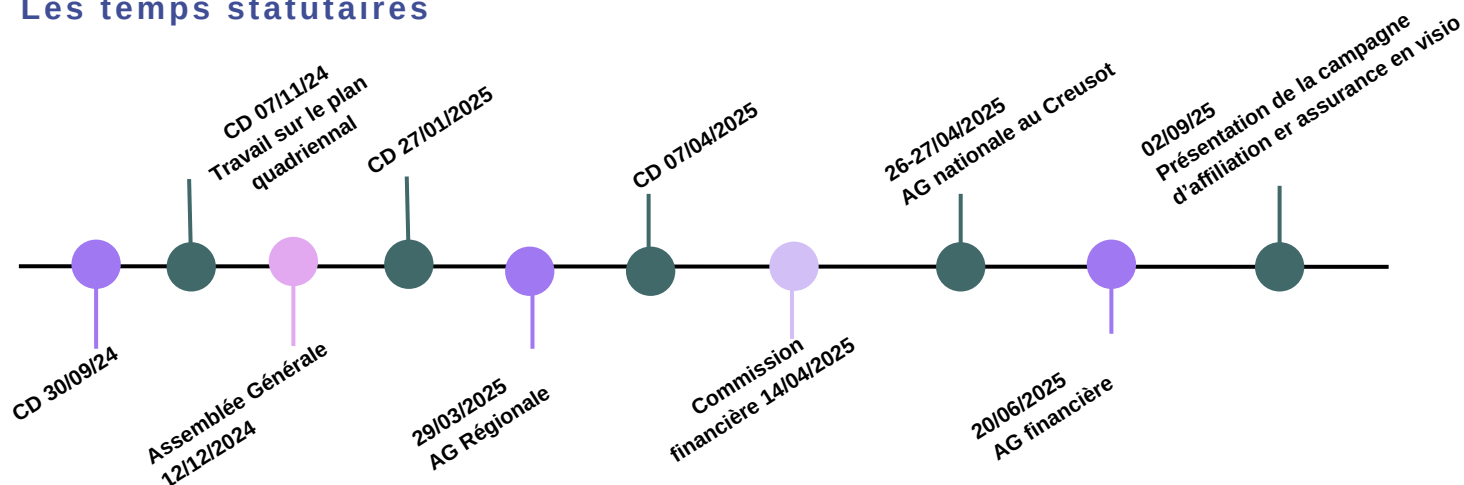 Les temps statutaires
CD 30/09/24
CD 07/11/24
Travail sur le plan
quadriennal
Assemblée Générale
12/12/2024
CD 27/01/2025
29/03/2025
AG Régionale
CD 07/04/2025
Commission
financière 14/04/2025
26-27/04/2025
AG nationale au Creusot
20/06/2025
AG financière
02/09/25
Présentation de la campagne
d'affiliation er assurance en visio